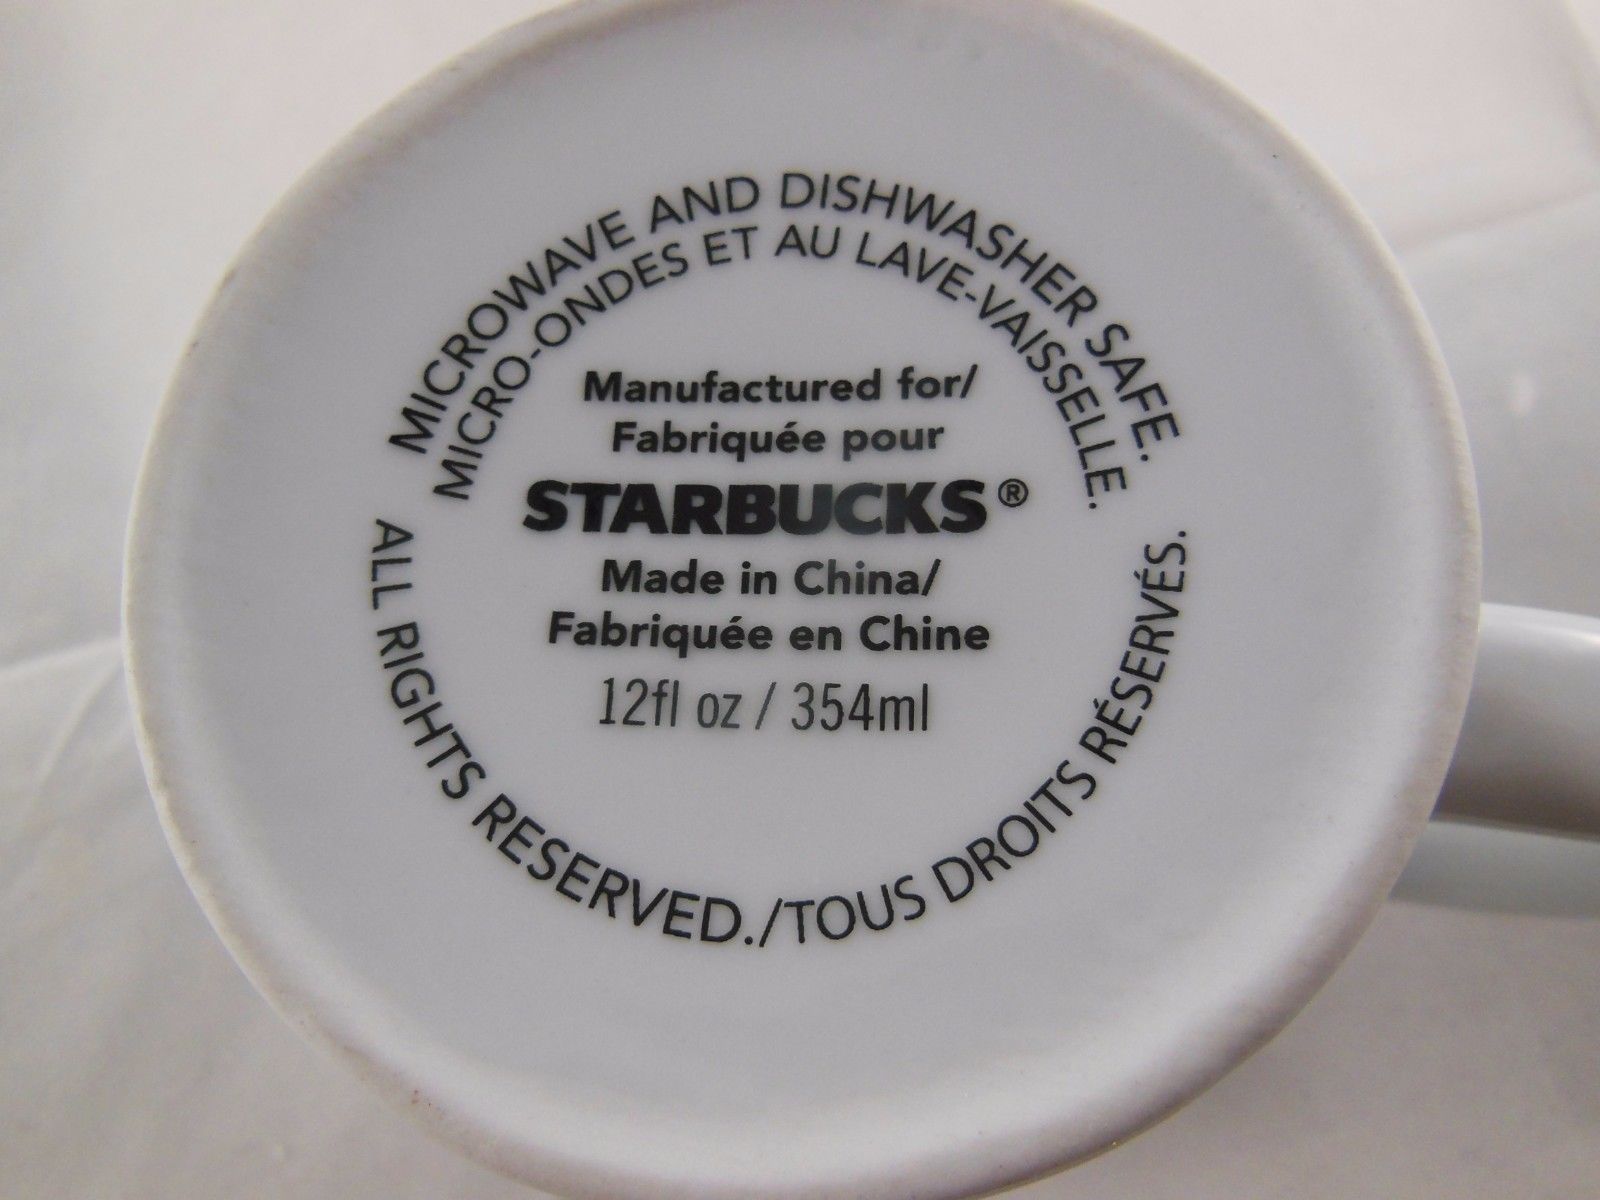 MICROWAVE AND DISHWASHER SAFE.
MICRO-ONDES ET AU LAVE-VAISSELLE.
Manufactured for/
Fabriquée pour
STARBUCKS®
Made in China/
Fabriquée en Chine
12fl oz / 354ml
ALL RIGHTS RESERVED./TOUS DROITS RÉSERVÉS.